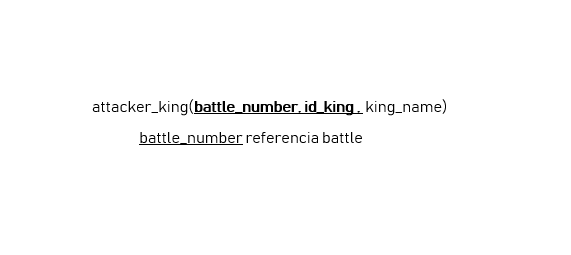 attacker_king(battle_number, id_king , king_name)
battle_number referencia battle